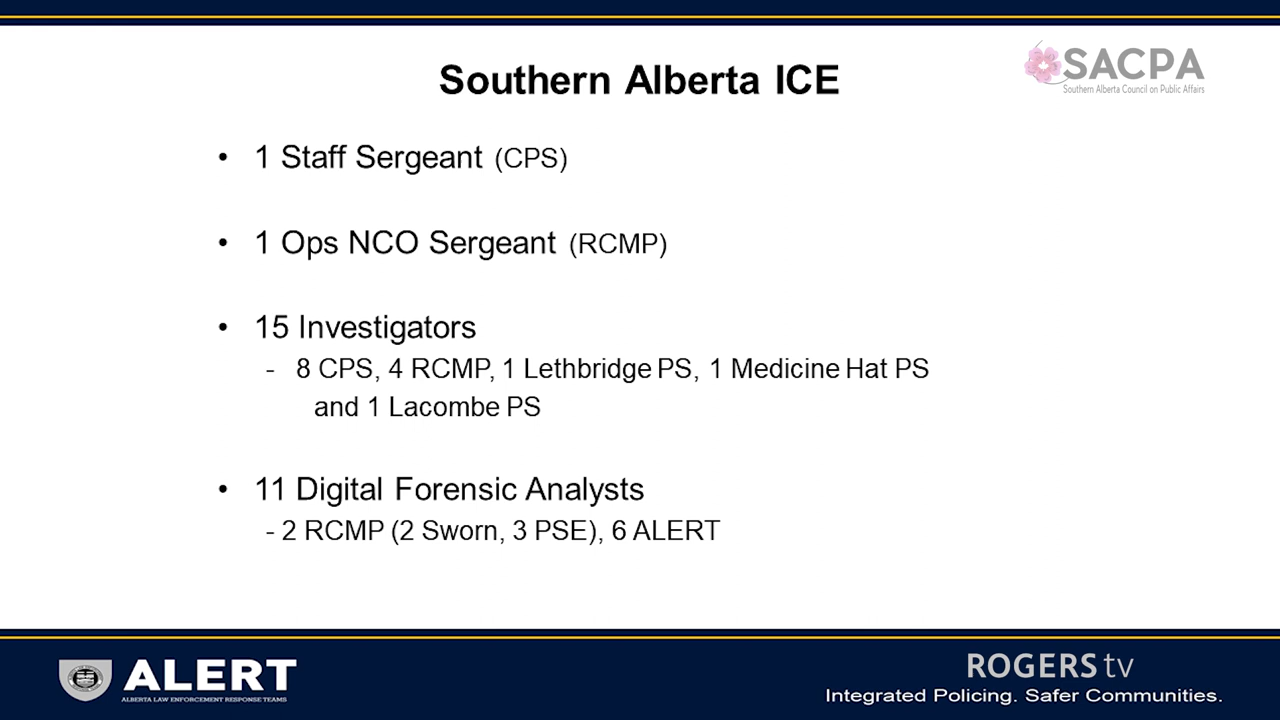 Southern Alberta ICE
SACPA
Southern Alberta Council on Public Affairs
• 1 Staff Sergeant (CPS)
• 1 Ops NCO Sergeant (RCMP)
• 15 Investigators
- 8 CPS, 4 RCMP, 1 Lethbridge PS, 1 Medicine Hat PS
and 1 Lacombe PS
• 11 Digital Forensic Analysts
- 2 RCMP (2 Sworn, 3 PSE), 6 ALERT
ALERT
ALBERTA LAW ENFORCEMENT RESPONSE TEAMS
ROGERS tv
Integrated Policing. Safer Communities.